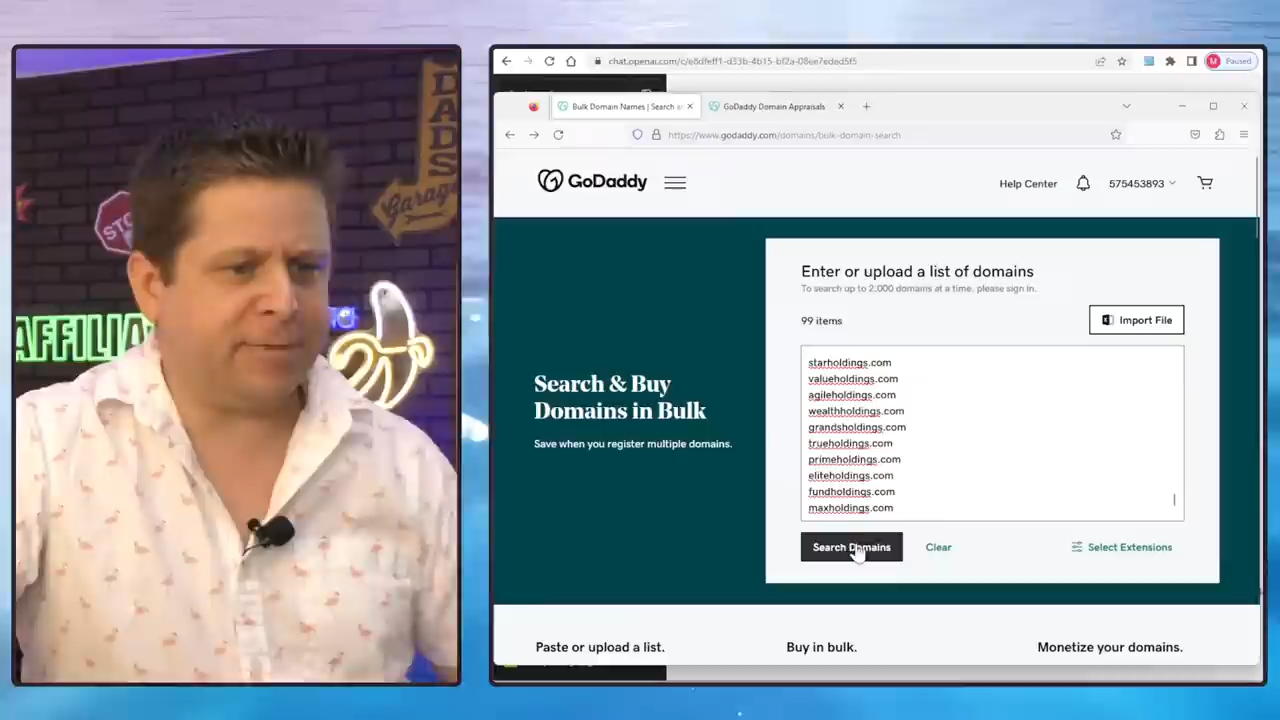 DADS
Garage
STO
AFFILIA
chat.openai.com/c/e8dfeff1-d33b-4b15-bf2a-08ee7eded5f5
M Paused
Bulk Domain Names | Search a
GoDaddy Domain Appraisals
https://www.godaddy.com/domains/bulk-domain-search
GoDaddy
Help Center
575453893
Enter or upload a list of domains
To search up to 2,000 domains at a time, please sign in.
99 items
Import File
starholdings.com
valueholdings.com
agileholdings.com
wealthholdings.com
grandsholdings.com
trueholdings.com
primeholdings.com
eliteholdings.com
fundholdings.com
maxholdings.com
Search & Buy
Domains in Bulk
Save when you register multiple domains.
Search Domains
Clear
Select Extensions
Paste or upload a list.
Buy in bulk.
Monetize your domains.